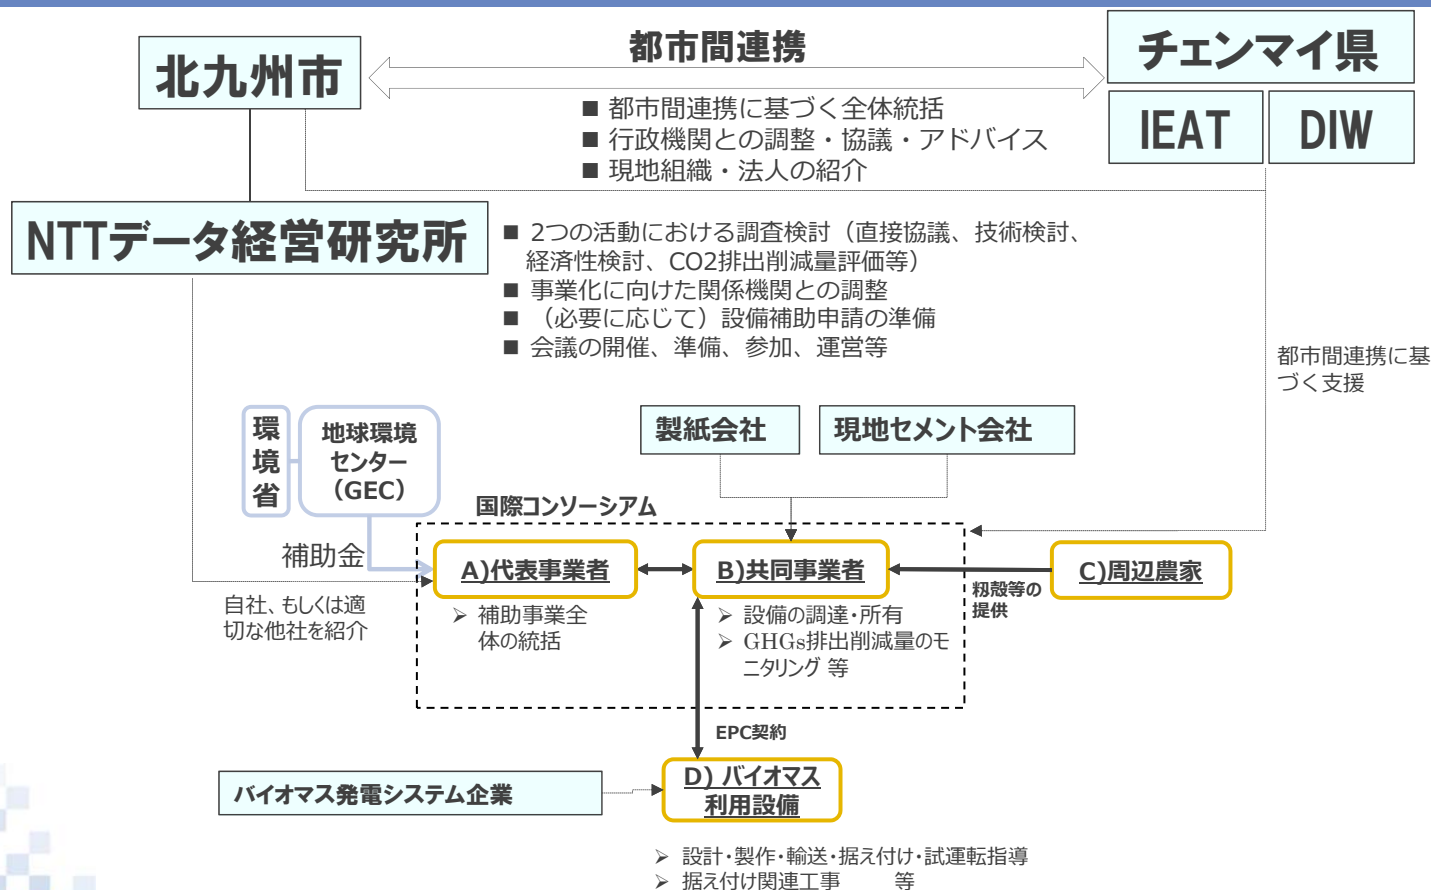 都市間連携
北九州市
チェンマイ県
IEAT
DIW
■ 都市間連携に基づく全体統括
■ 行政機関との調整・協議・アドバイス
■ 現地組織・法人の紹介
NTTデータ経営研究所
■ 2つの活動における調査検討（直接協議、技術検討、
経済性検討、CO2排出削減量評価等）
■ 事業化に向けた関係機関との調整
■ （必要に応じて）設備補助申請の準備
■ 会議の開催、準備、参加、運営等
都市間連携に基
づく支援
環
境
省
地球環境
センター
（GEC）
製紙会社
現地セメント会社
国際コンソーシアム
補助金
A)代表事業者
B)共同事業者
C)周辺農家
籾殻等の
提供
自社、もしくは適
切な他社を紹介
➢ 補助事業全
体の統括
➢ 設備の調達・所有
➢ GHGs排出削減量のモ
ニタリング 等
EPC契約
バイオマス発電システム企業
D) バイオマス
利用設備
➢ 設計・製作・輸送・据え付け・試運転指導
➢ 据え付け関連工事 等